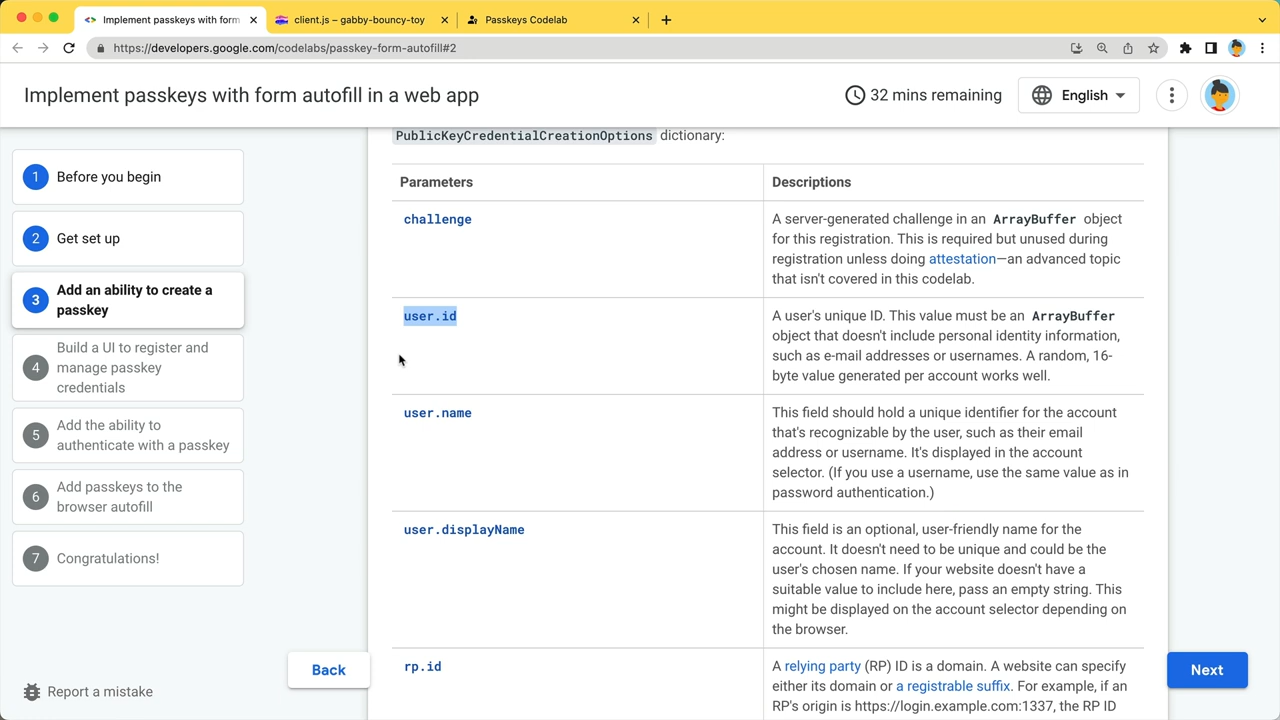 Implement passkeys with form
client.js – gabby-bouncy-toy
Passkeys Codelab
https://developers.google.com/codelabs/passkey-form-autofill#2
Implement passkeys with form autofill in a web app
32 mins remaining
English
1 Before you begin
2 Get set up
3 Add an ability to create a
passkey
4 Build a UI to register and
manage passkey
credentials
5 Add the ability to
authenticate with a passkey
6 Add passkeys to the
browser autofill
7 Congratulations!
Report a mistake
PublicKeyCredentialCreationOptions dictionary:
Parameters
Descriptions
challenge
A server-generated challenge in an ArrayBuffer object
for this registration. This is required but unused during
registration unless doing attestation—an advanced topic
that isn't covered in this codelab.
user.id
A user's unique ID. This value must be an ArrayBuffer
object that doesn't include personal identity information,
such as e-mail addresses or usernames. A random, 16-
byte value generated per account works well.
user.name
This field should hold a unique identifier for the account
that's recognizable by the user, such as their email
address or username. It's displayed in the account
selector. (If you use a username, use the same value as in
password authentication.)
user.displayName
This field is an optional, user-friendly name for the
account. It doesn't need to be unique and could be the
user's chosen name. If your website doesn't have a
suitable value to include here, pass an empty string. This
might be displayed on the account selector depending on
the browser.
rp.id
A relying party (RP) ID is a domain. A website can specify
either its domain or a registrable suffix. For example, if an
RP's origin is https://login.example.com:1337, the RP ID
Back
Next